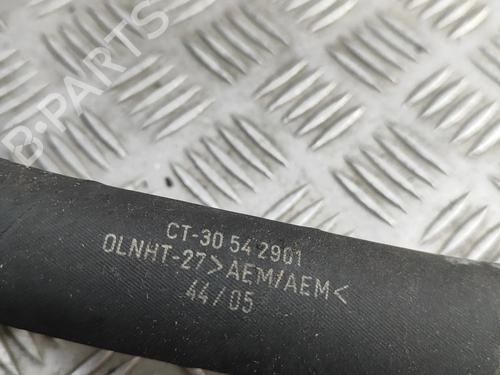 B-PARTS
CT-30 54 2901
OLNHT-27 >AEM/AEM<
44/05